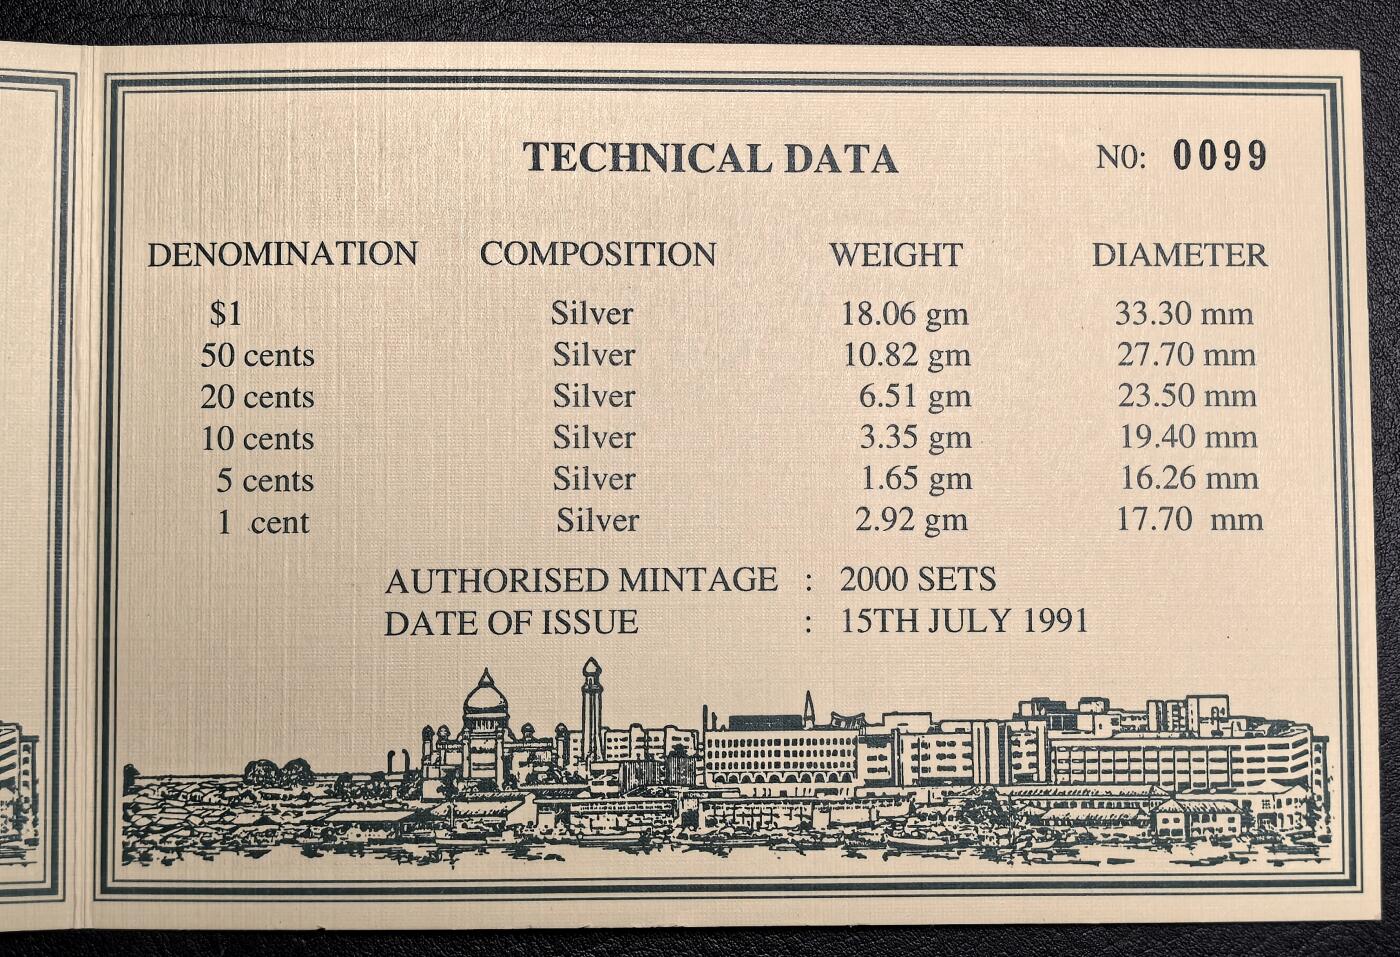 TECHNICAL DATA
N0: 0099
DENOMINATION COMPOSITION WEIGHT DIAMETER
$1 Silver 18.06 gm 33.30 mm
50 cents Silver 10.82 gm 27.70 mm
20 cents Silver 6.51 gm 23.50 mm
10 cents Silver 3.35 gm 19.40 mm
5 cents Silver 1.65 gm 16.26 mm
1 cent Silver 2.92 gm 17.70 mm
AUTHORISED MINTAGE : 2000 SETS
DATE OF ISSUE : 15TH JULY 1991